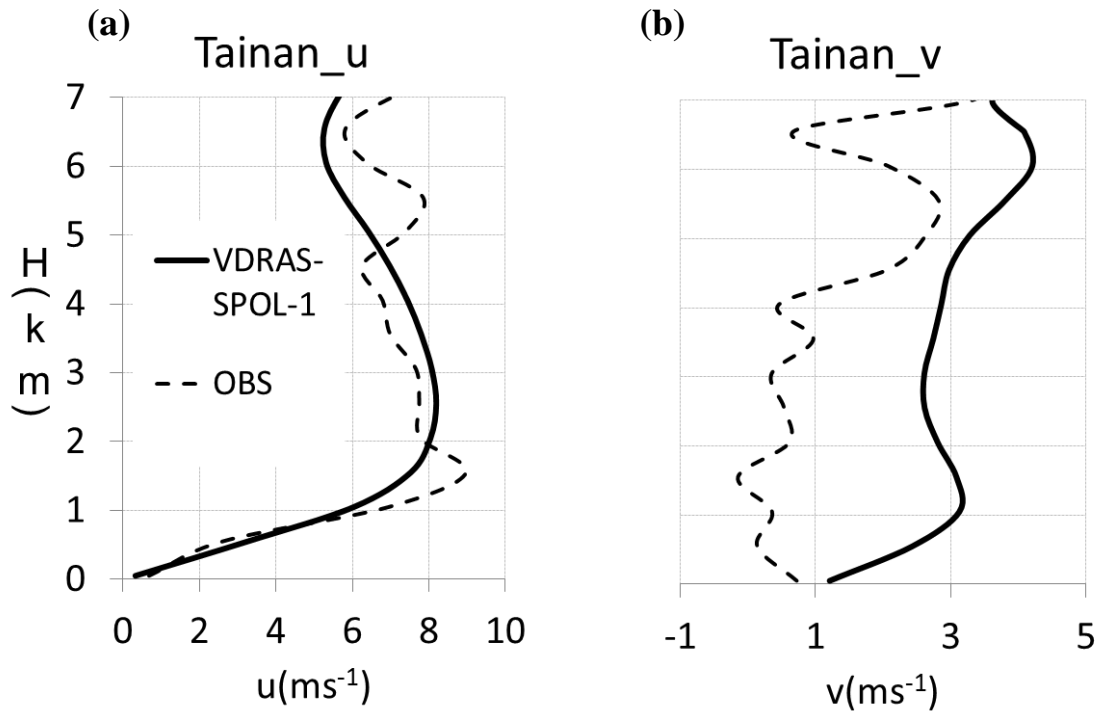 (a)
Tainan_u
7
6
5
4
3
2
1
0
H
(
k
m
)
VDRAS-
SPOL-1
OBS
0 2 4 6 8 10
u(ms-1)
(b)
Tainan_v
-1 1 3 5
v(ms-1)